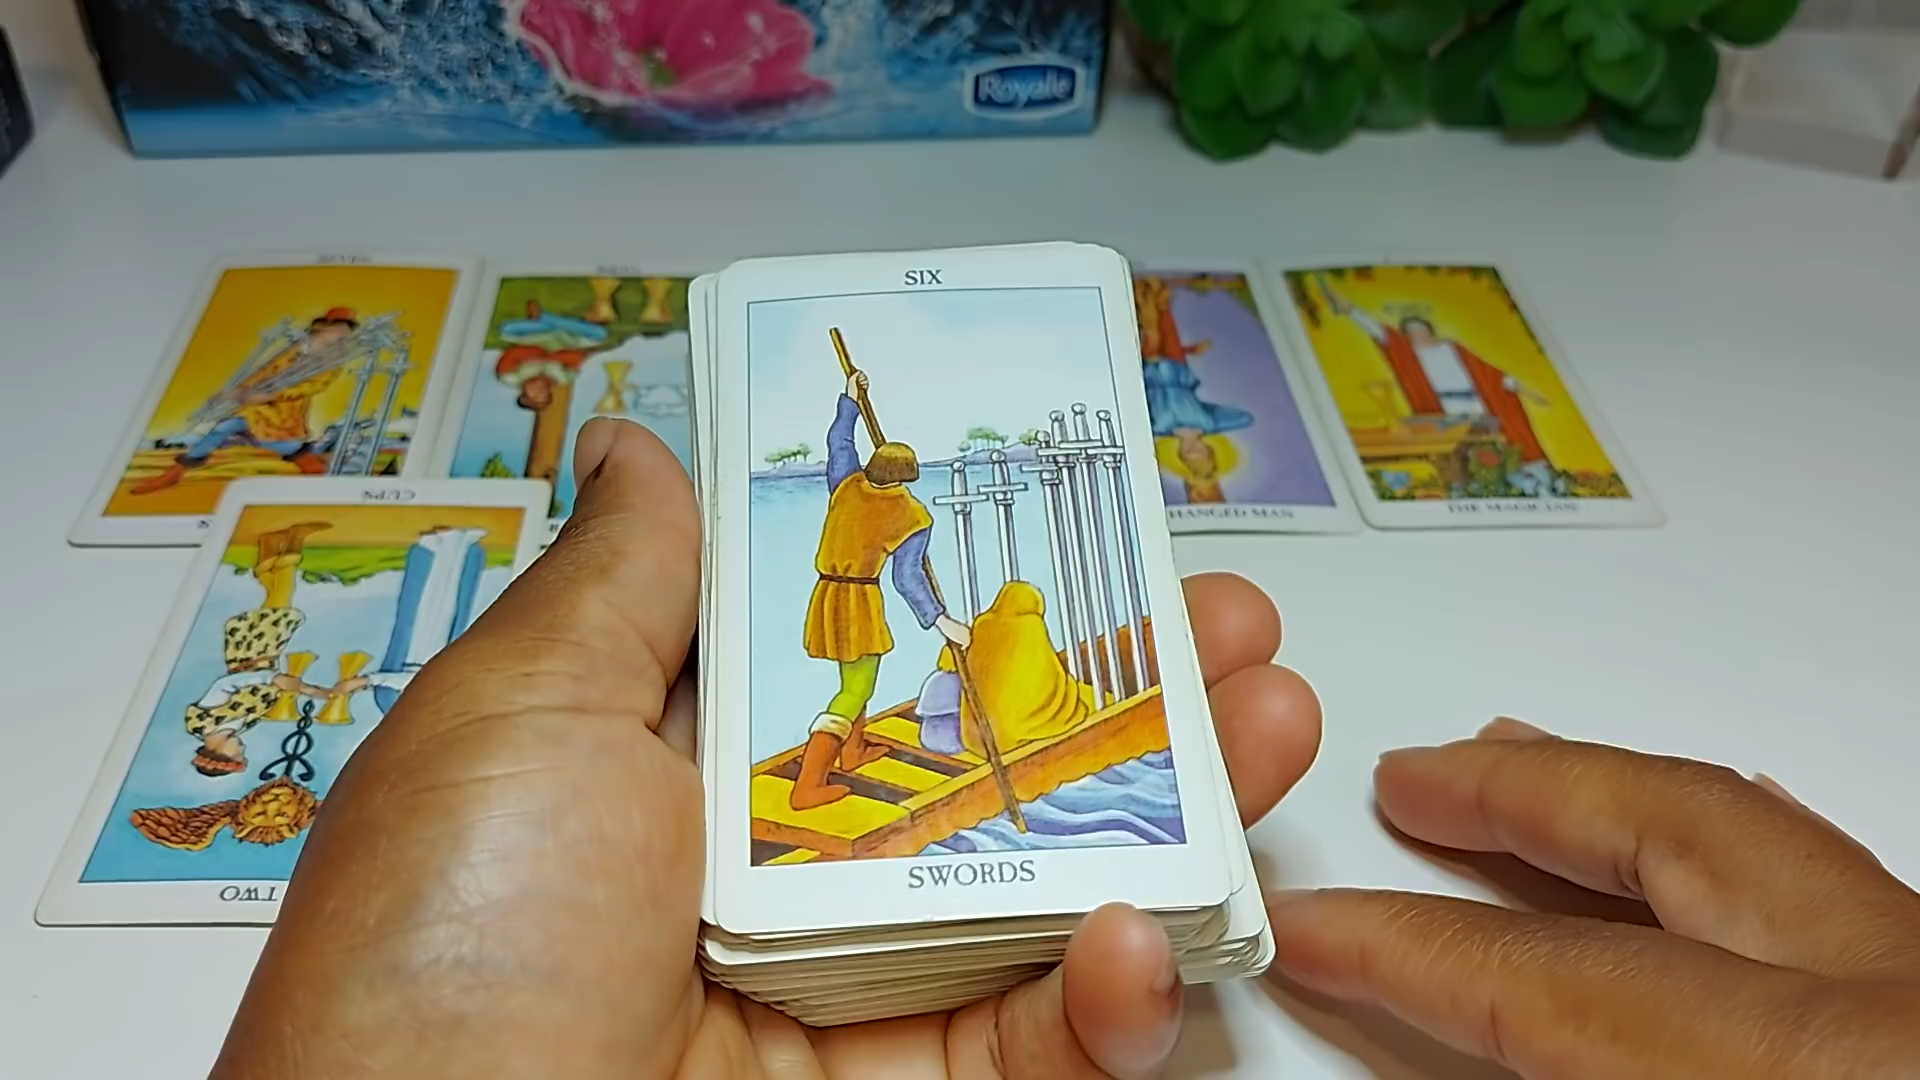 Royale
SIX
HANGED MAN
THE MAGICIAN
CUPS
SWORDS
TWO